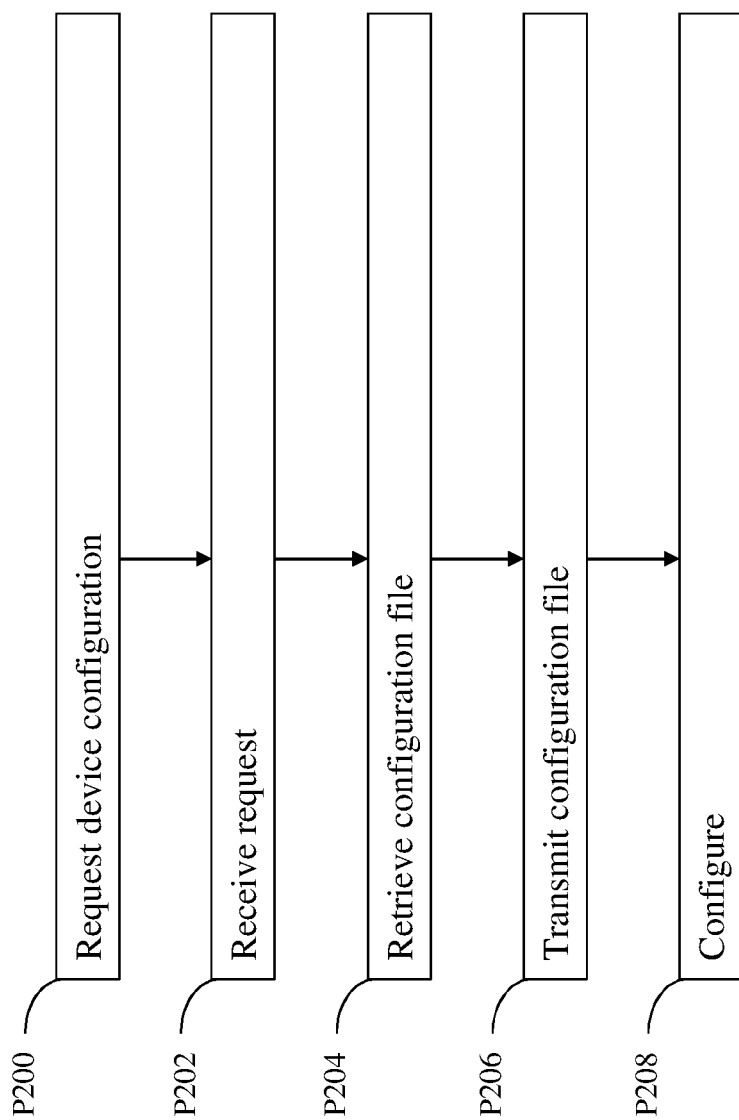 P200
Request device configuration
P202
Receive request
P204
Retrieve configuration file
P206
Transmit configuration file
P208
Configure